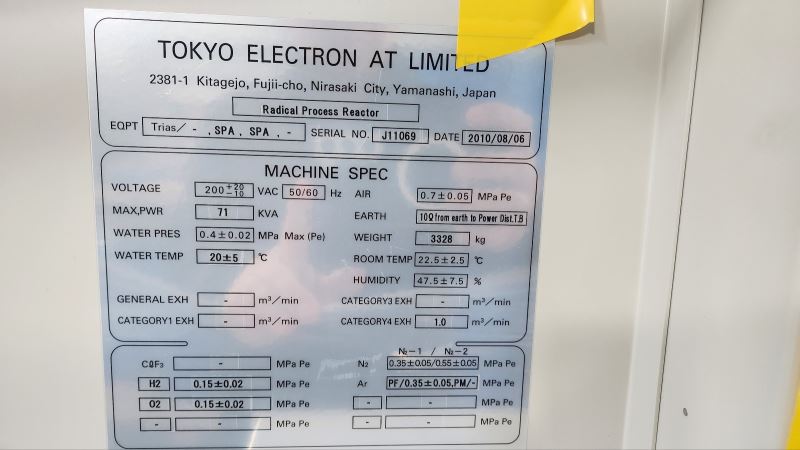 TOKYO ELECTRON AT LIMITED
2381-1 Kitagejo, Fujii-cho, Nirasaki City, Yamanashi, Japan
Radical Process Reactor
EQPT Trias／ - , SPA , SPA , - SERIAL NO. J11069 DATE 2010/08/06
MACHINE SPEC
VOLTAGE 200 +20 -10 VAC 50/60 Hz AIR 0.7±0.05 MPa Pe
MAX,PWR 71 KVA EARTH 10Ωfrom earth to Power Dist.T.B
WATER PRES 0.4±0.02 MPa Max (Pe) WEIGHT 3328 kg
WATER TEMP 20±5 ℃ ROOM TEMP 22.5±2.5 ℃
HUMIDITY 47.5±7.5 %
GENERAL EXH - m³/min CATEGORY3 EXH - m³/min
CATEGORY1 EXH - m³/min CATEGORY4 EXH 1.0 m³/min
N₂-1 / N₂-2
CℓF₃ - MPa Pe N₂ 0.35±0.05/0.55±0.05 MPa Pe
H2 0.15±0.02 MPa Pe Ar PF/0.35±0.05,PM/- MPa Pe
O2 0.15±0.02 MPa Pe - - MPa Pe
- - MPa Pe - - MPa Pe